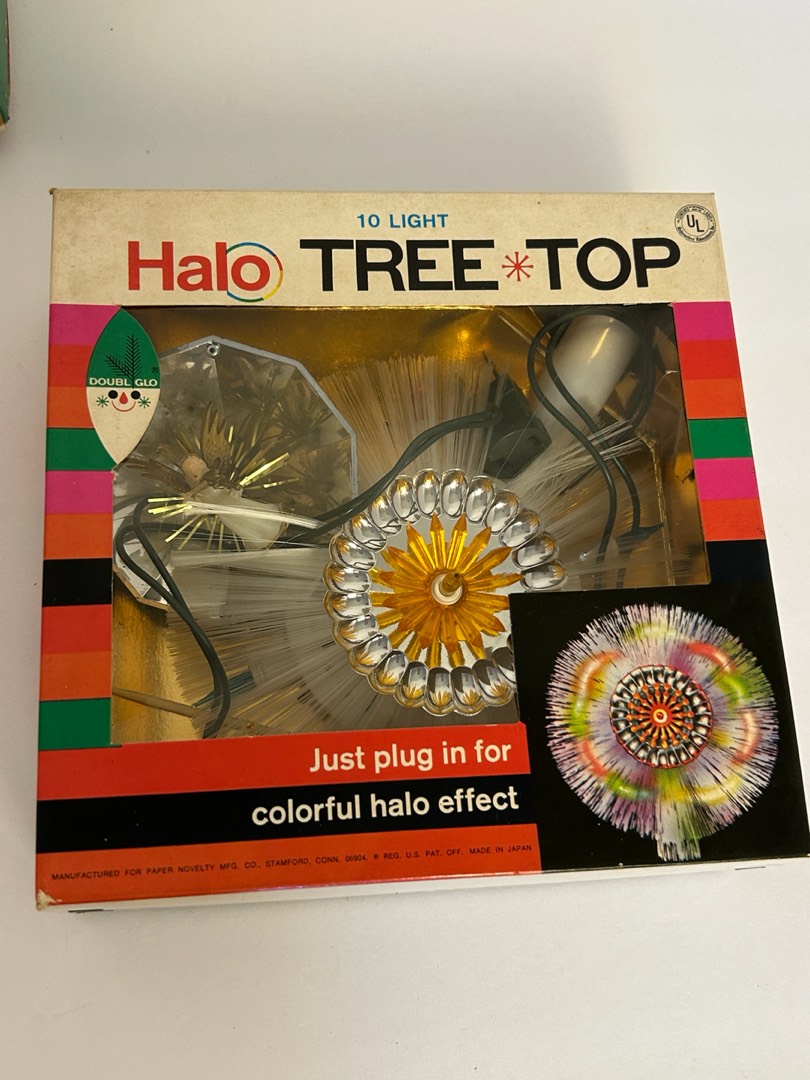 10 LIGHT
Halo TREE TOP
UL
DOUBL GLO
®
Just plug in for
colorful halo effect
MANUFACTURED FOR PAPER NOVELTY MFG. CO., STAMFORD, CONN. 06904. ® REG. U.S. PAT. OFF. MADE IN JAPAN